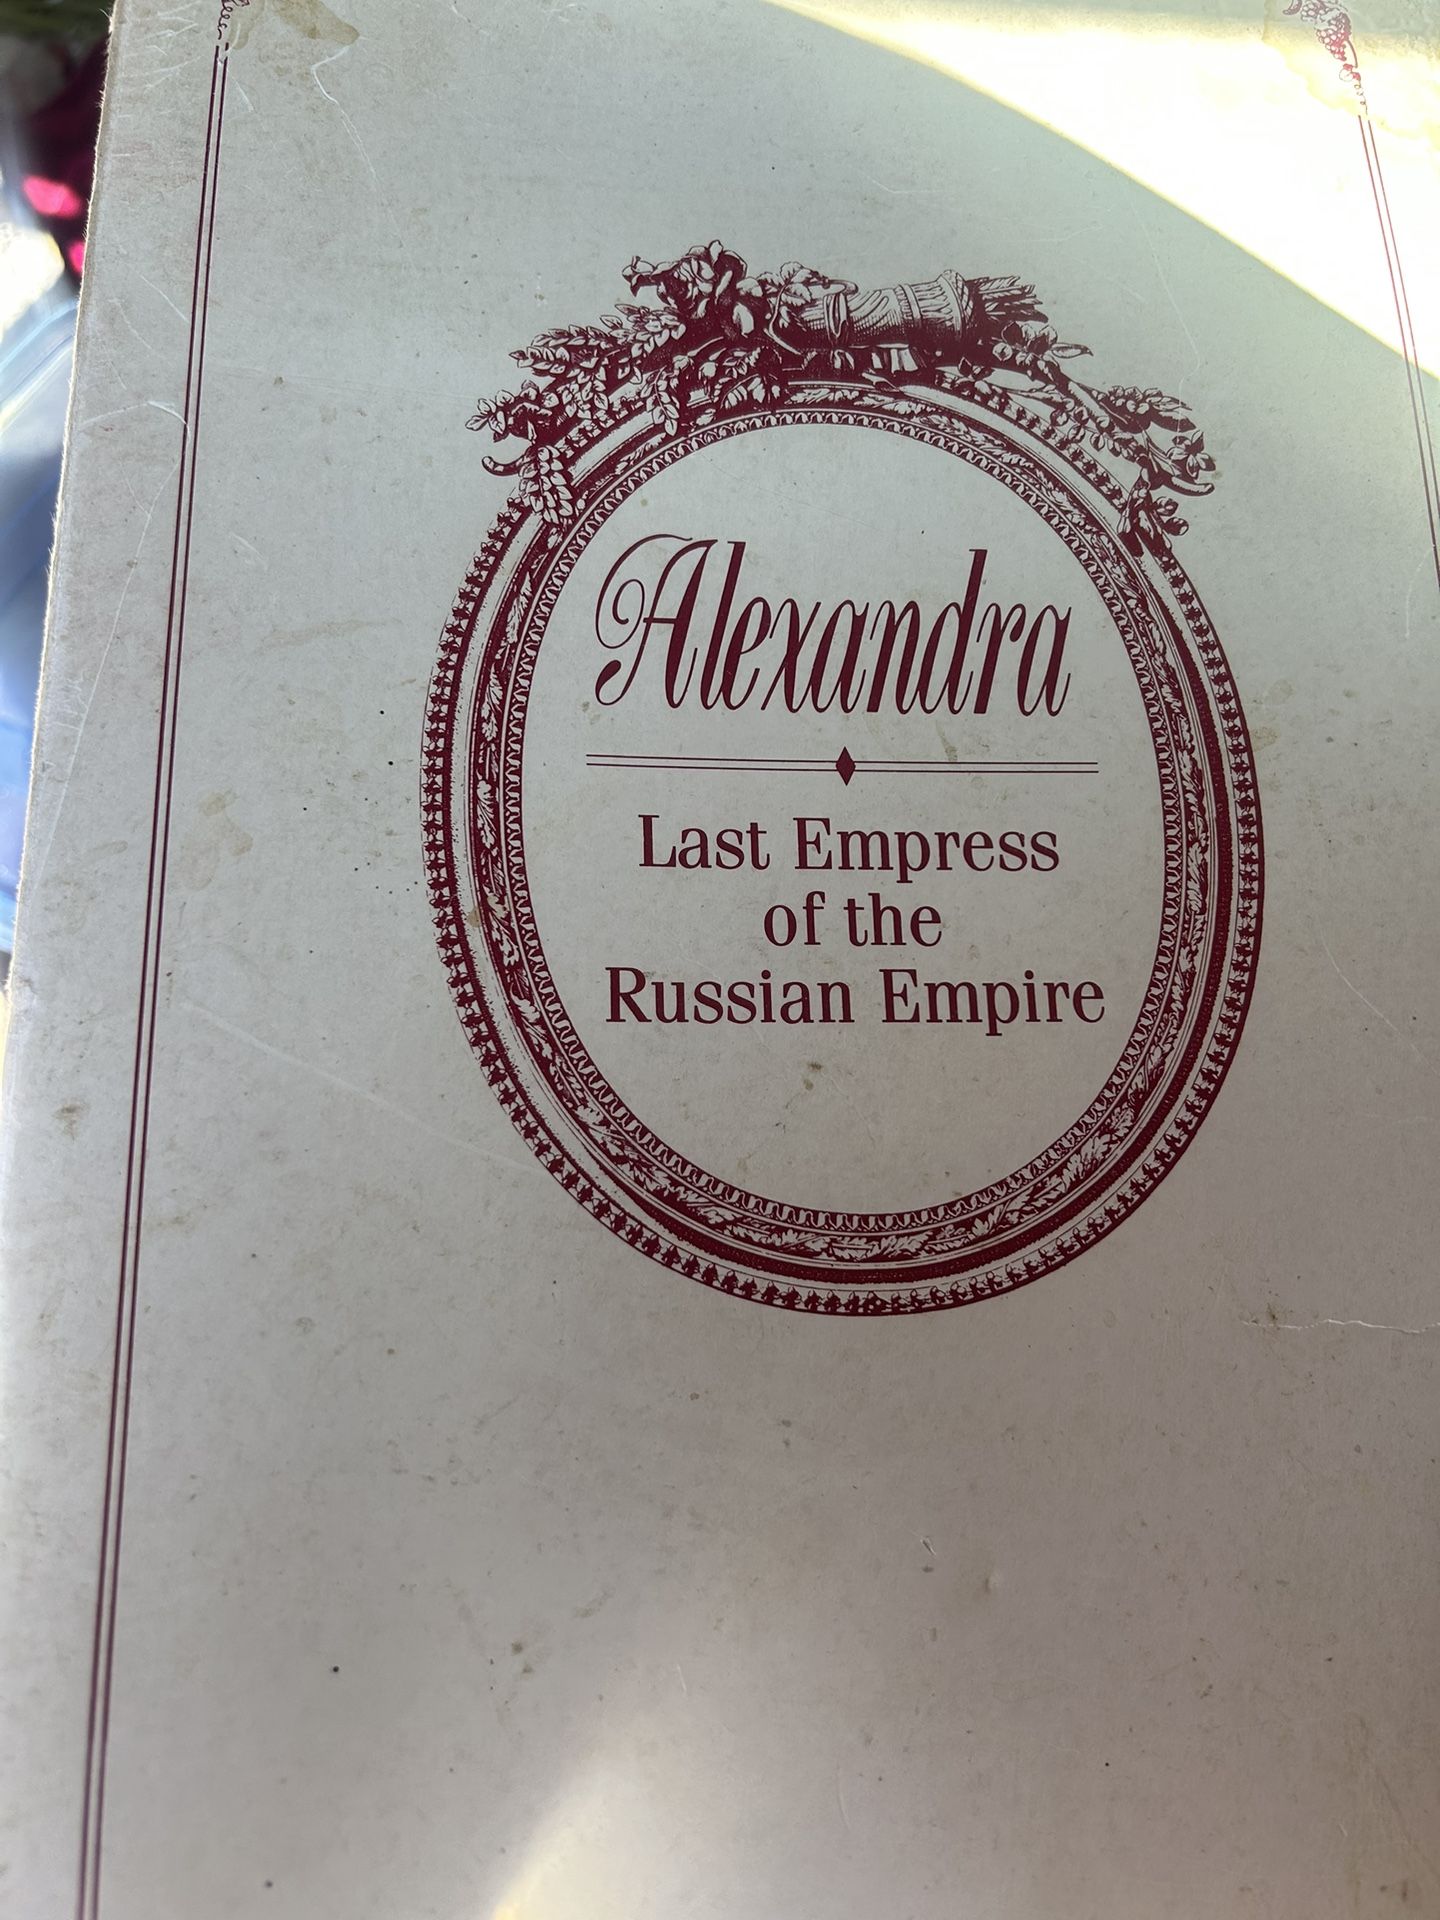 Alexandra
Last Empress
of the
Russian Empire